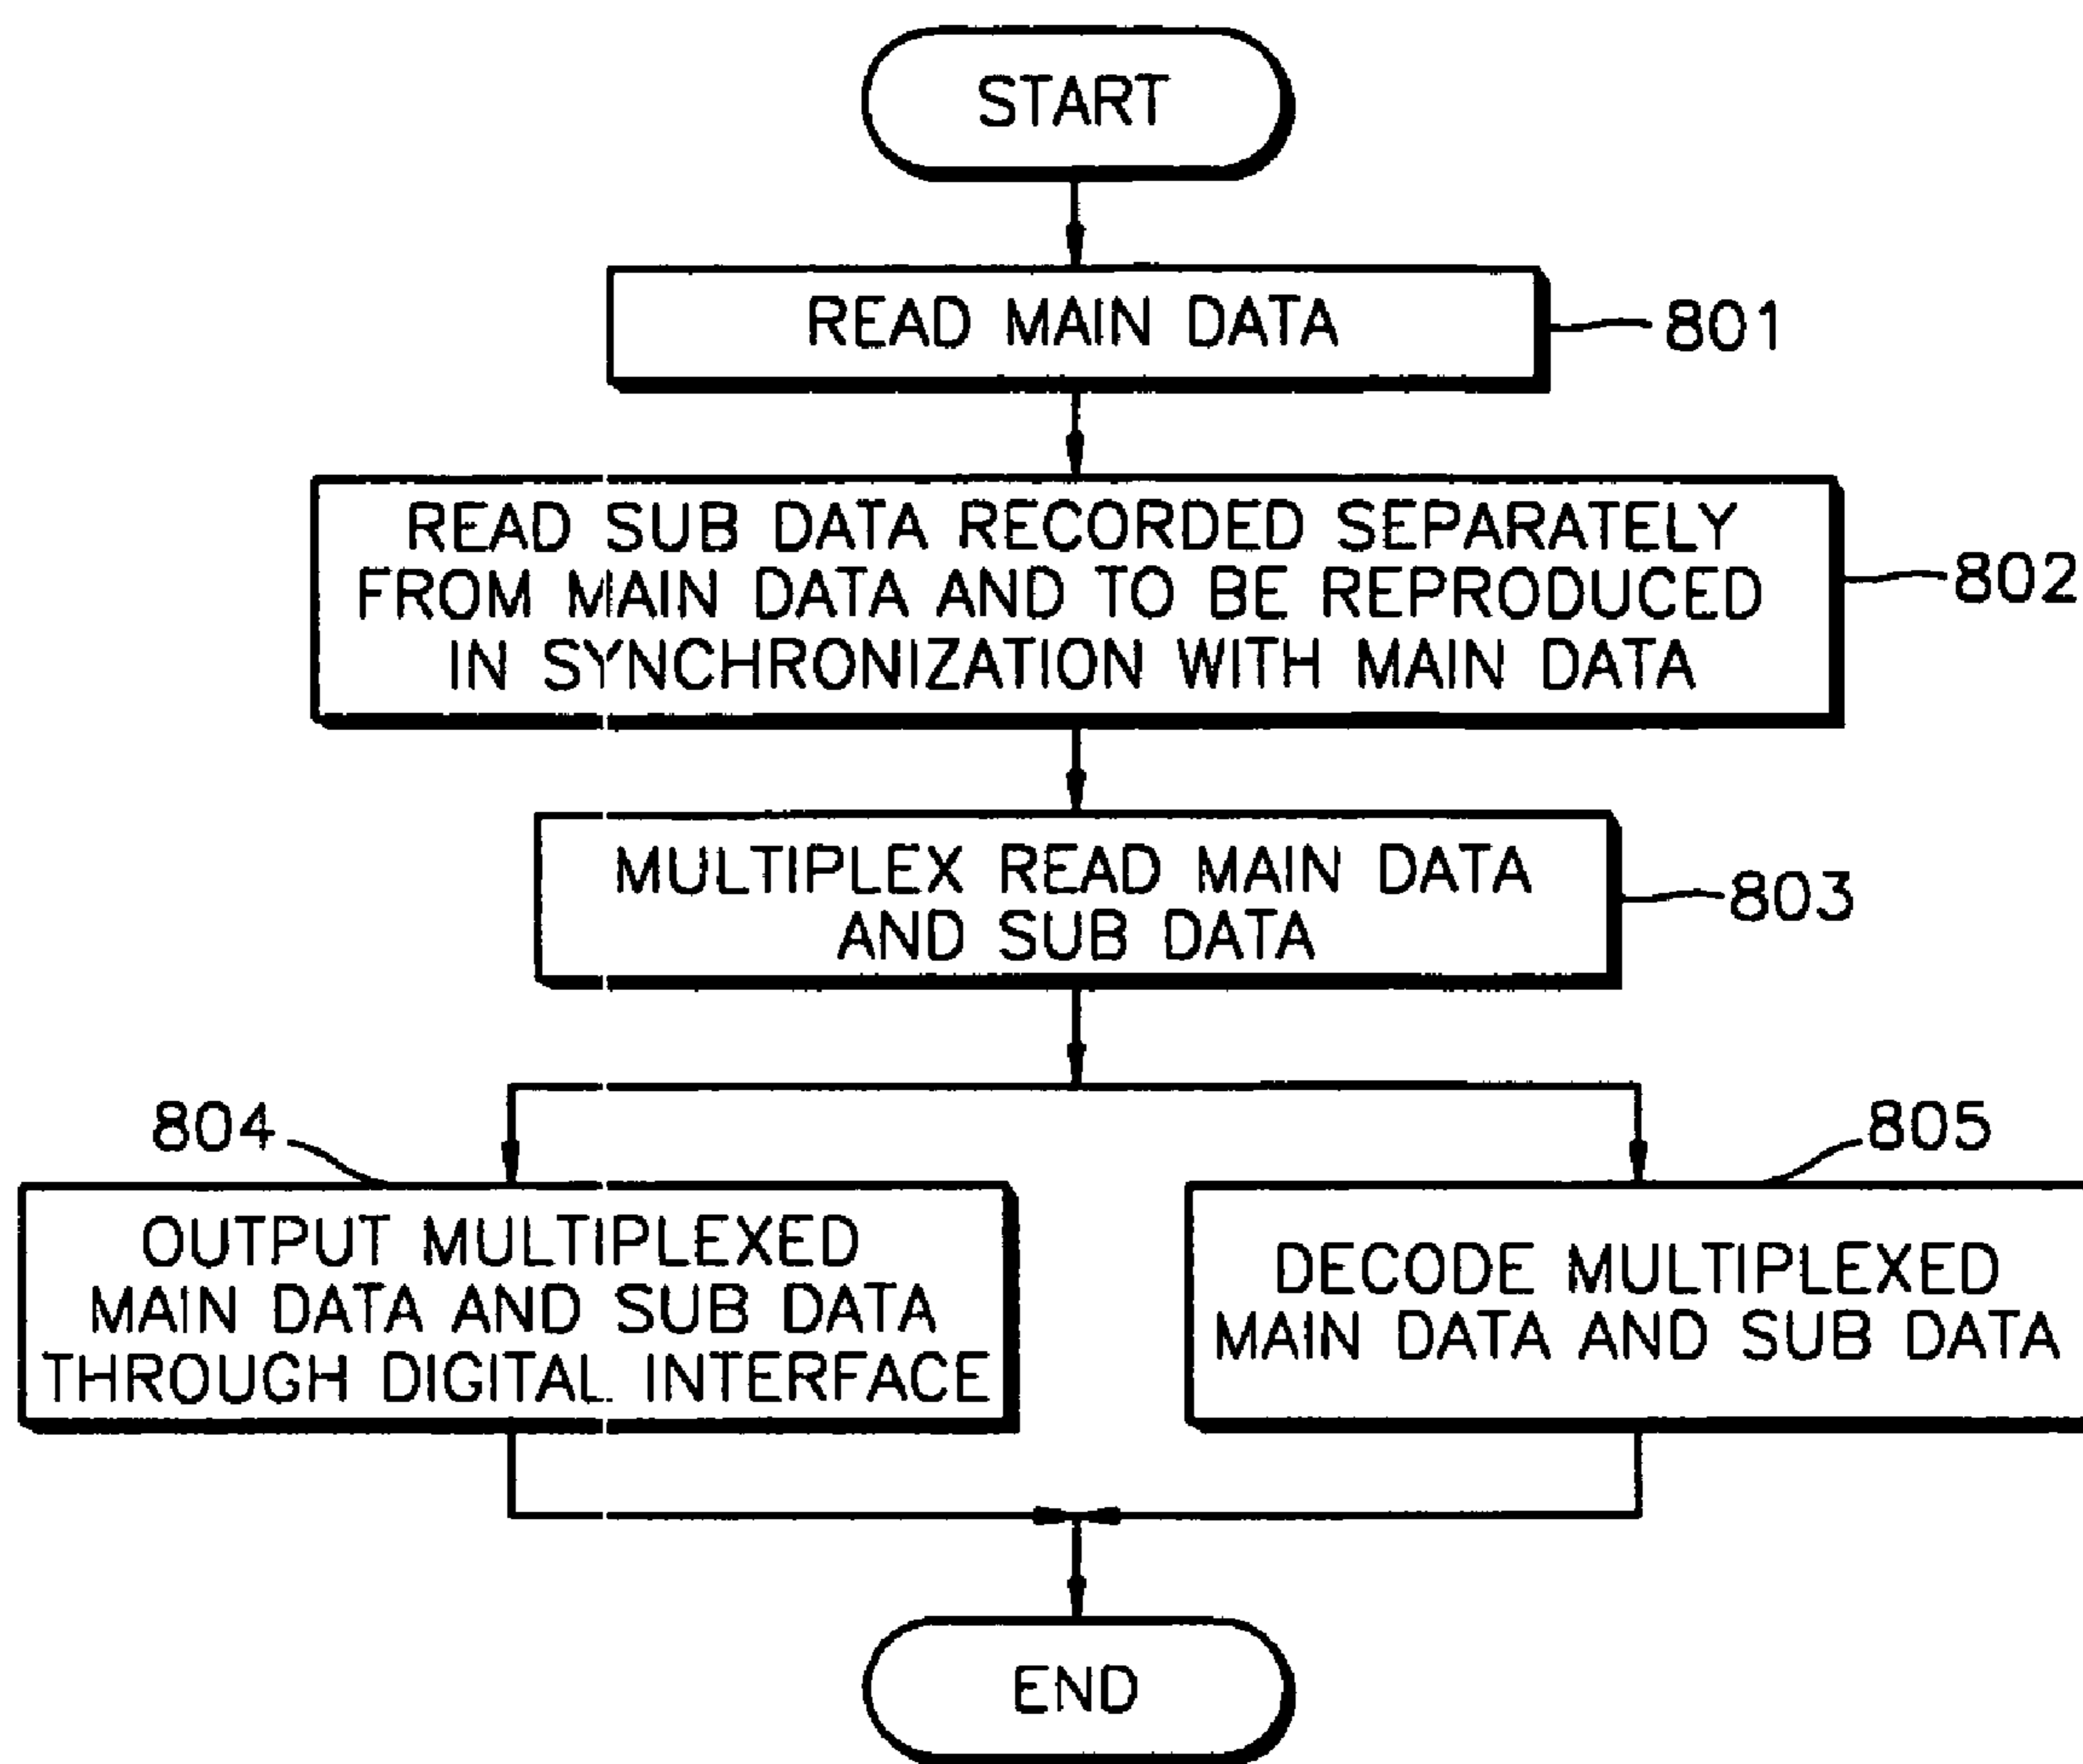 START
READ MAIN DATA
801
READ SUB DATA RECORDED SEPARATELY
FROM MAIN DATA AND TO BE REPRODUCED
IN SYNCHRONIZATION WITH MAIN DATA
802
MULTIPLEX READ MAIN DATA
AND SUB DATA
803
804
OUTPUT MULTIPLEXED
MAIN DATA AND SUB DATA
THROUGH DIGITAL INTERFACE
805
DECODE MULTIPLEXED
MAIN DATA AND SUB DATA
END